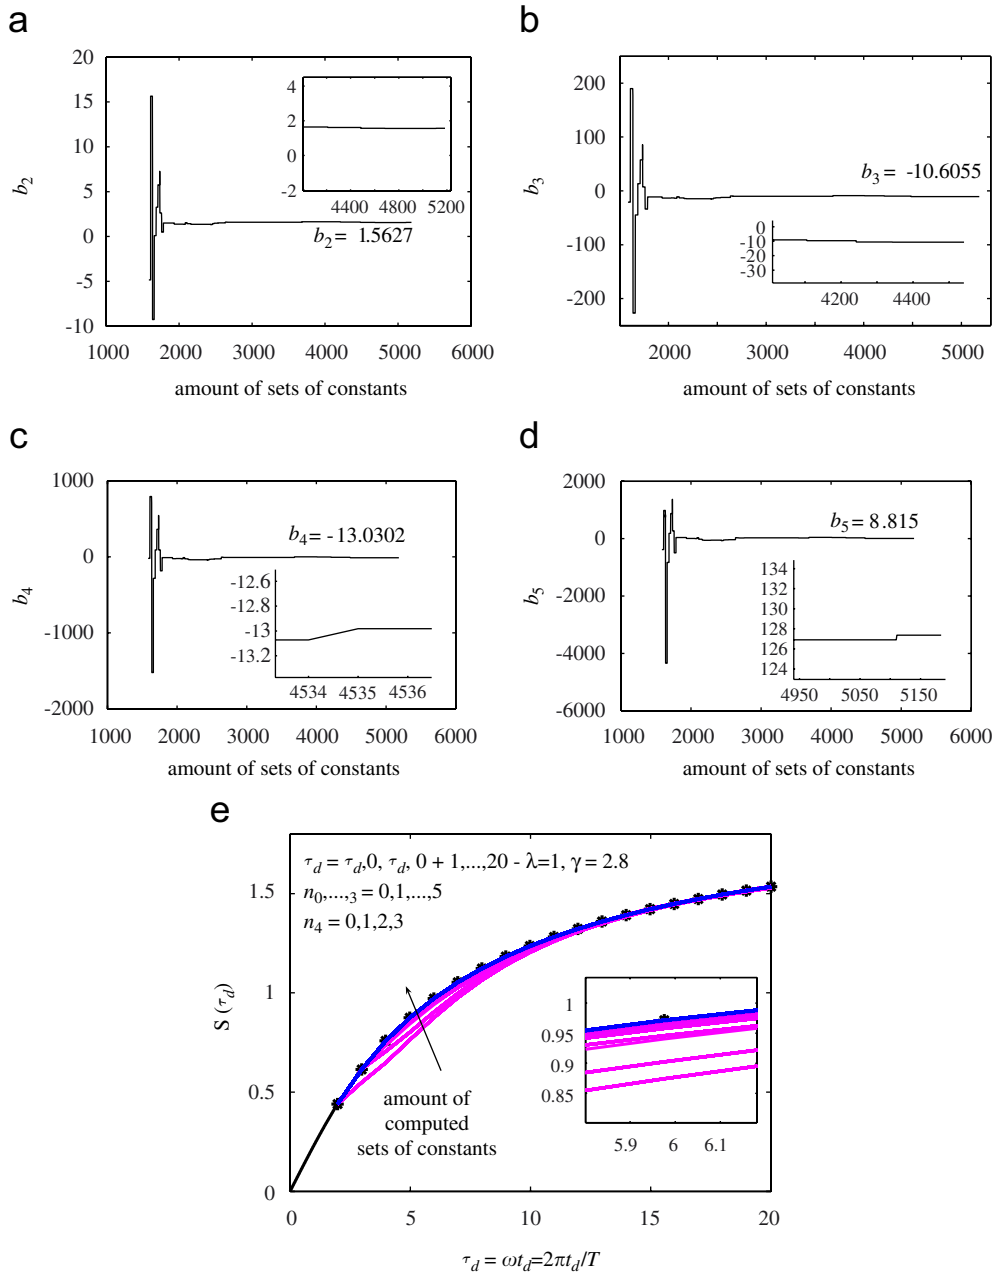 a
20
15
10
5
0
-5
-10
b2
4
2
0
-2
4400 4800 5200
b2 = 1.5627
1000 2000 3000 4000 5000 6000
amount of sets of constants
b
200
100
0
-100
-200
b3
b3 = -10.6055
0
-10
-20
-30
4200 4400
2000 3000 4000 5000
amount of sets of constants
c
1000
0
-1000
-2000
b4
b4 = - 13.0302
-12.6
-12.8
-13
-13.2
4534 4535 4536
1000 2000 3000 4000 5000 6000
amount of sets of constants
d
2000
0
-2000
-4000
-6000
b5
b5 = 8.815
134
132
130
128
126
124
4950 5050 5150
1000 2000 3000 4000 5000 6000
amount of sets of constants
e
τd = τd,0, τd, 0 + 1,...,20 - λ=1, γ = 2.8
n0,...,3 = 0,1,...,5
n4 = 0,1,2,3
1.5
1
0.5
0
S (τd)
amount of
computed
sets of constants
1
0.95
0.9
0.85
5.9 6 6.1
0 5 10 15 20
τd = ωtd=2πtd/T